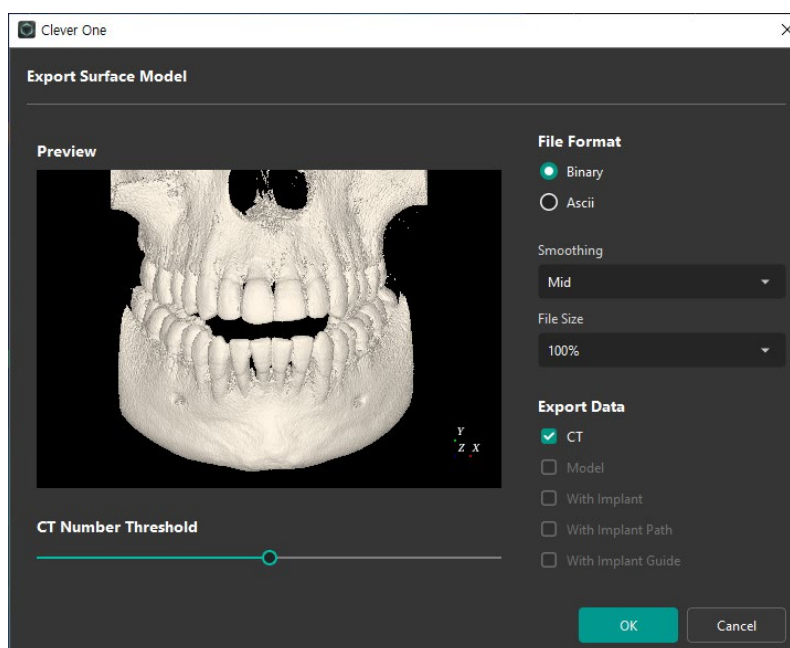 Clever One
Export Surface Model
Preview
Y
Z X
CT Number Threshold
File Format
Binary
Ascii
Smoothing
Mid
File Size
100%
Export Data
CT
Model
With Implant
With Implant Path
With Implant Guide
OK Cancel